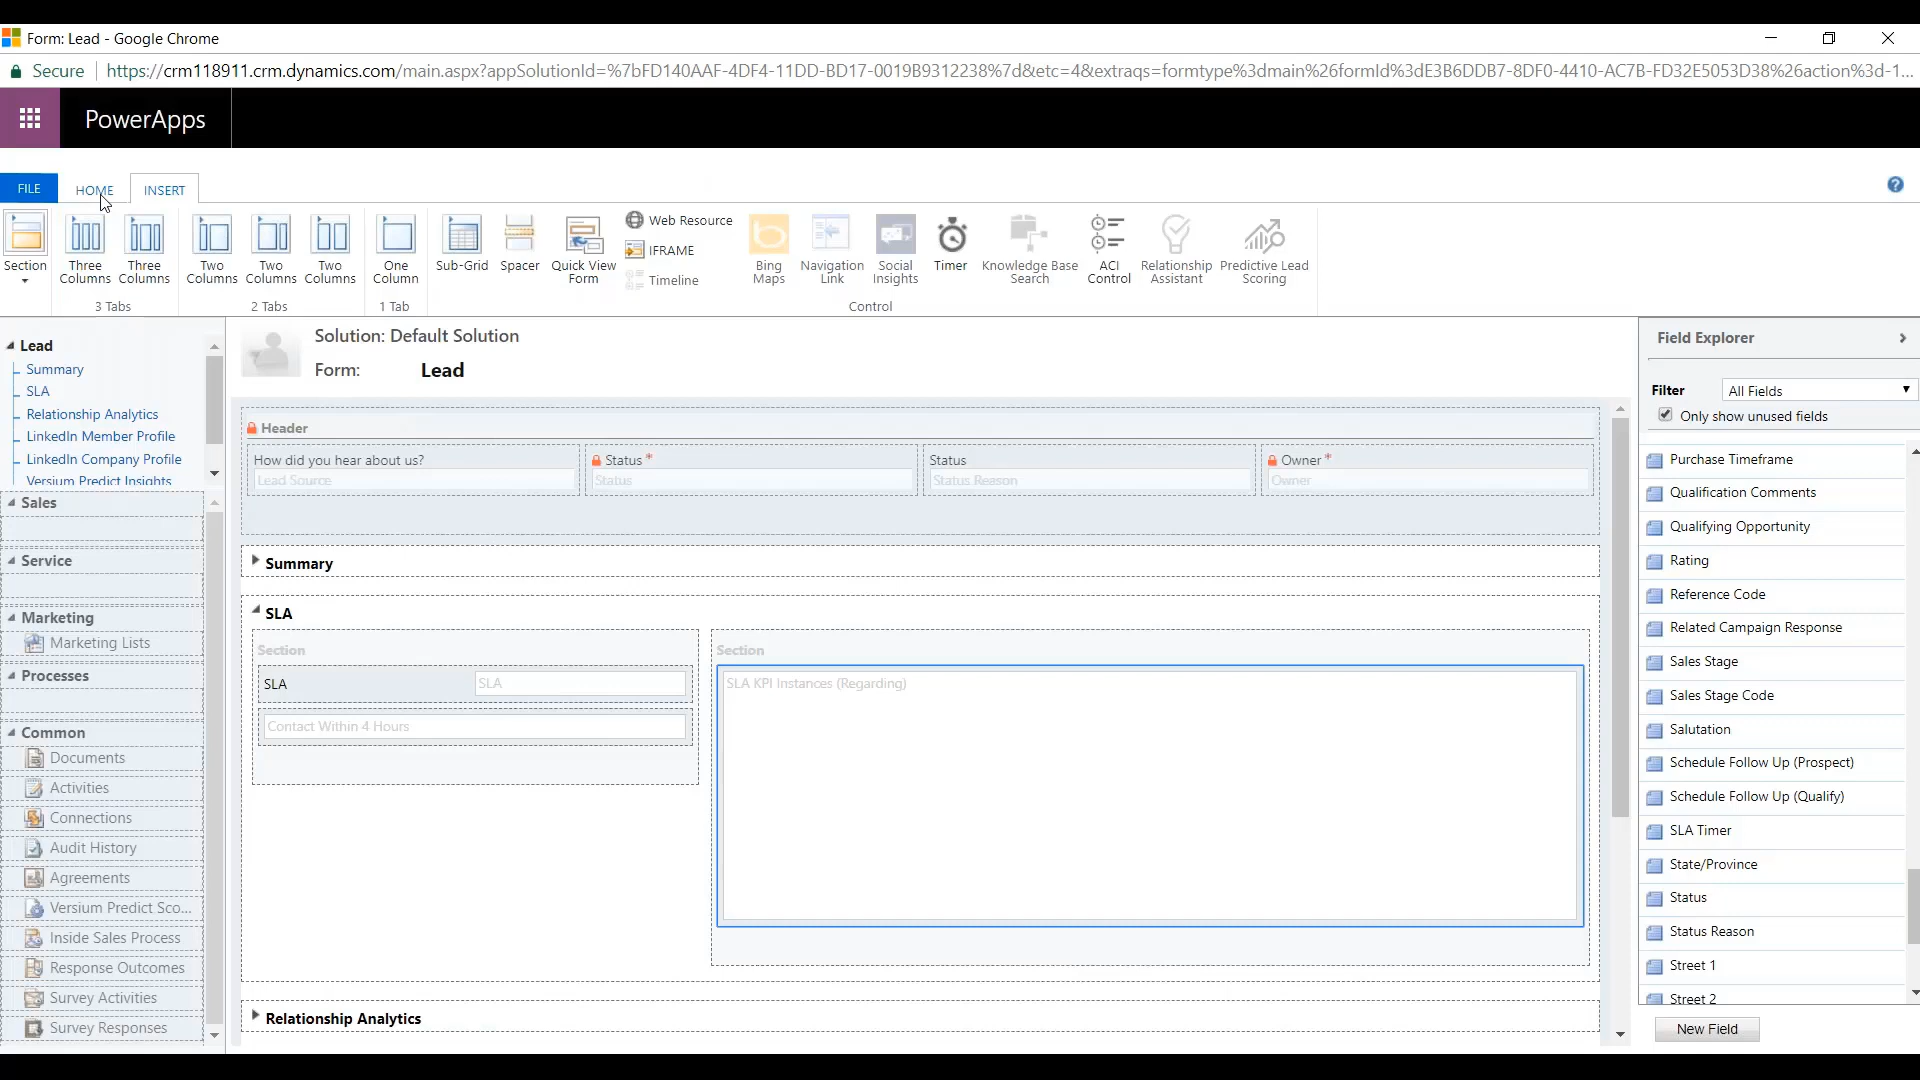 Form: Lead - Google Chrome
Secure https://crm118911.crm.dynamics.com/main.aspx?appSolutionId=%7bFD140AAF-4DF4-11DD-BD17-0019B9312238%7d&etc=4&extraqs=formtype%3dmain%26formId%3dE3B6DDB7-8DF0-4410-AC7B-FD32E5053D38%26action%3d-1...
PowerApps
FILE HOME INSERT
Section
Three Columns
Three Columns
3 Tabs
Two Columns
Two Columns
Two Columns
2 Tabs
One Column
1 Tab
Sub-Grid
Spacer
Quick View Form
Web Resource
IFRAME
Timeline
Bing Maps
Navigation Link
Social Insights
Timer
Knowledge Base Search
ACI Control
Relationship Assistant
Predictive Lead Scoring
Control
Lead
Summary
SLA
Relationship Analytics
LinkedIn Member Profile
LinkedIn Company Profile
Versium Predict Insights
Sales
Service
Marketing
Marketing Lists
Processes
Common
Documents
Activities
Connections
Audit History
Agreements
Versium Predict Sco...
Inside Sales Process
Response Outcomes
Survey Activities
Survey Responses
Solution: Default Solution
Form: Lead
Header
How did you hear about us?
Lead Source
Status *
Status
Status
Status Reason
Owner *
Owner
Summary
SLA
Section
SLA SLA
Contact Within 4 Hours
Section
SLA KPI Instances (Regarding)
Relationship Analytics
Field Explorer
Filter All Fields
Only show unused fields
Purchase Timeframe
Qualification Comments
Qualifying Opportunity
Rating
Reference Code
Related Campaign Response
Sales Stage
Sales Stage Code
Salutation
Schedule Follow Up (Prospect)
Schedule Follow Up (Qualify)
SLA Timer
State/Province
Status
Status Reason
Street 1
Street 2
New Field